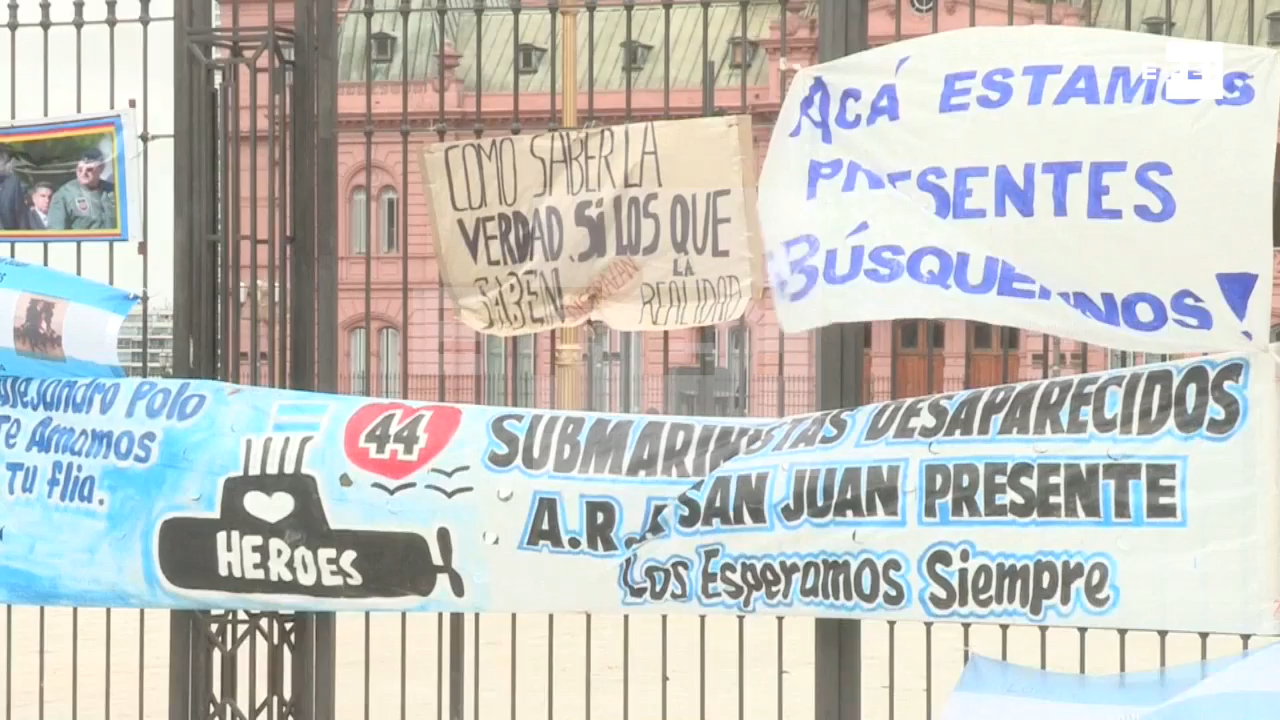 COMO SABER LA
VERDAD. Si LOS QUE
SABEN
LA
REALIDAD
ACÁ ESTAMOS
PRESENTES
BÚSQUENNOS!
Alejandro Polo
Te Amamos
Tu flia.
44
HEROES
SUBMARINISTAS DESAPARECIDOS
A.R.A SAN JUAN PRESENTE
Los Esperamos Siempre